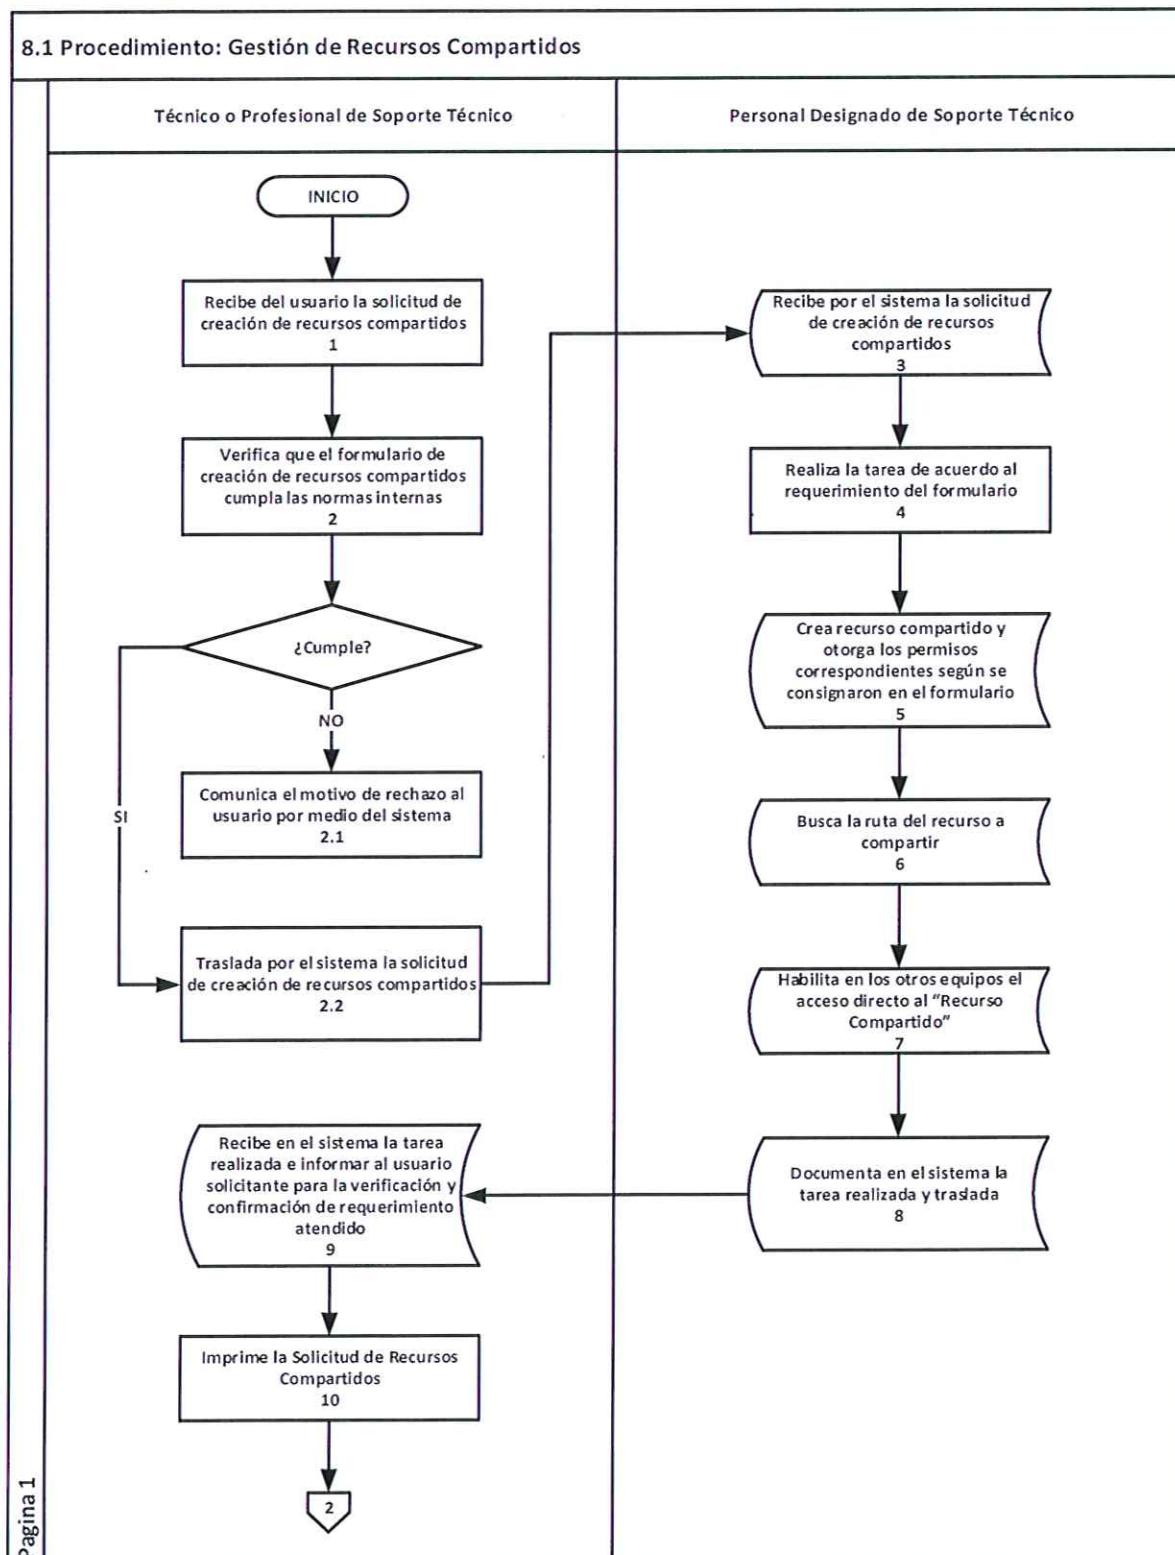 8.1 Procedimiento: Gestión de Recursos Compartidos
Técnico o Profesional de Soporte Técnico
Personal Designado de Soporte Técnico
INICIO
Recibe del usuario la solicitud de
creación de recursos compartidos
1
Verifica que el formulario de
creación de recursos compartidos
cumpla las normas internas
2
¿Cumple?
NO
SI
Comunica el motivo de rechazo al
usuario por medio del sistema
2.1
Traslada por el sistema la solicitud
de creación de recursos compartidos
2.2
Recibe por el sistema la solicitud
de creación de recursos
compartidos
3
Realiza la tarea de acuerdo al
requerimiento del formulario
4
Crea recurso compartido y
otorga los permisos
correspondientes según se
consignaron en el formulario
5
Busca la ruta del recurso a
compartir
6
Habilita en los otros equipos el
acceso directo al “Recurso
Compartido”
7
Documenta en el sistema la
tarea realizada y traslada
8
Recibe en el sistema la tarea
realizada e informar al usuario
solicitante para la verificación y
confirmación de requerimiento
atendido
9
Imprime la Solicitud de Recursos
Compartidos
10
2
Pagina 1